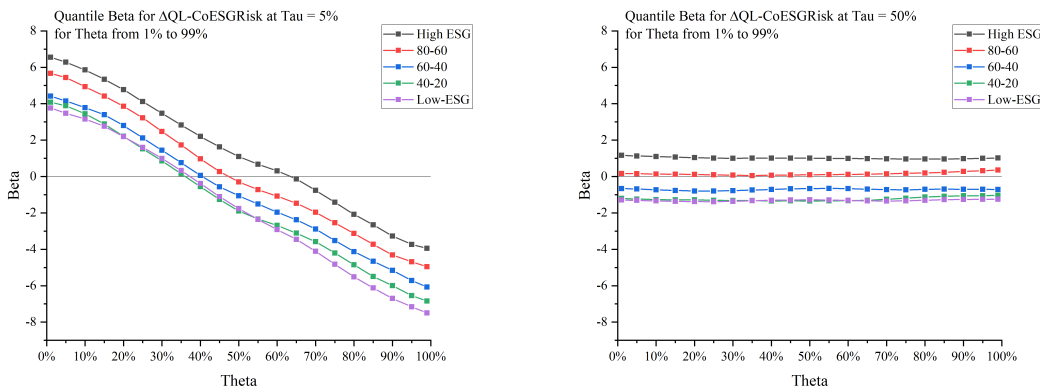 Quantile Beta for ΔQL-CoESGRisk at Tau = 5%
for Theta from 1% to 99%
High ESG
80-60
60-40
40-20
Low-ESG
8
6
4
2
0
-2
-4
-6
-8
Beta
0% 10% 20% 30% 40% 50% 60% 70% 80% 90% 100%
Theta
Quantile Beta for ΔQL-CoESGRisk at Tau = 50%
for Theta from 1% to 99%
High ESG
80-60
60-40
40-20
Low-ESG
8
6
4
2
0
-2
-4
-6
-8
Beta
0% 10% 20% 30% 40% 50% 60% 70% 80% 90% 100%
Theta